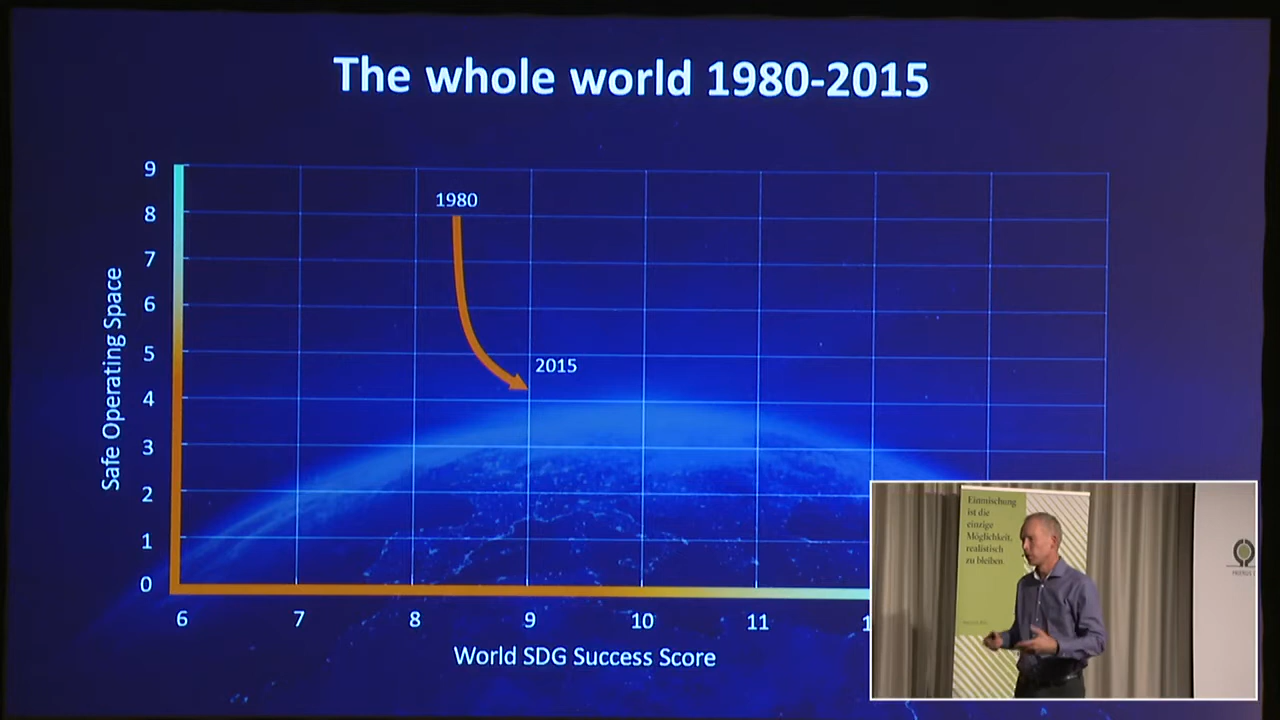 The whole world 1980-2015
9
8
7
6
5
4
3
2
1
0
Safe Operating Space
1980
2015
6
7
8
9
10
11
World SDG Success Score
Einmischung
ist die
einzige
Möglichkeit,
realistisch
zu bleiben.